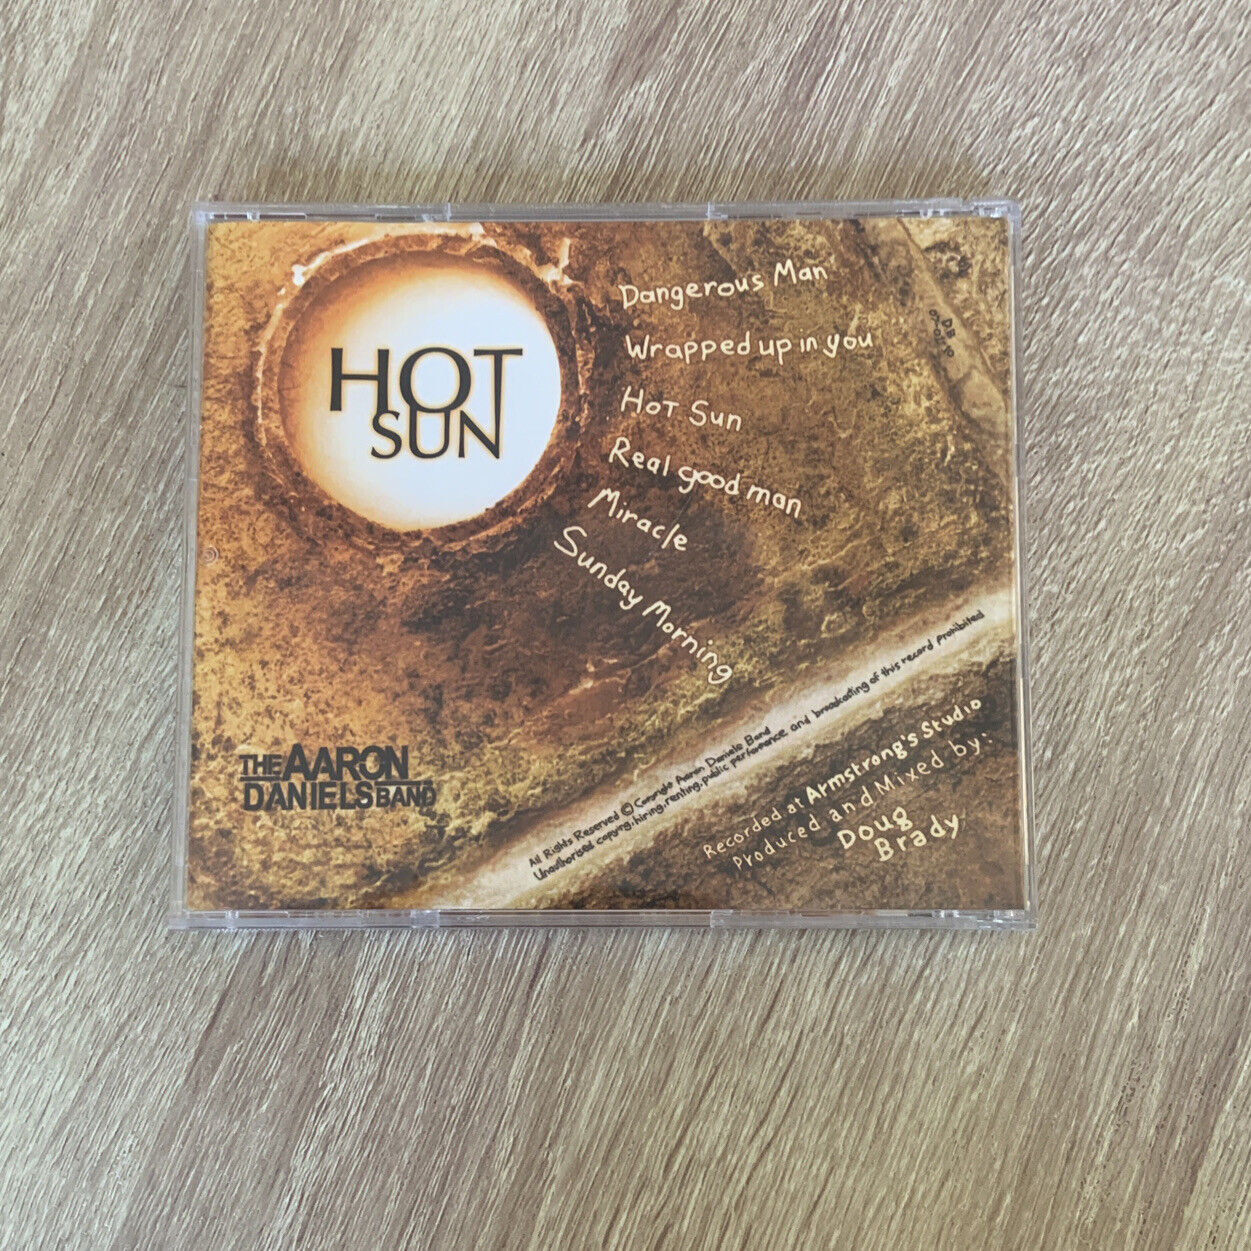 HOT
SUN
Dangerous Man
Wrapped up in you
Hot Sun
Real good man
Miracle
Sunday Morning
THE AARON
DANIELS BAND
All Rights Reserved © Copyright Aaron Daniels Band
Unauthorised copying, hiring, renting, public performance and broadcasting of this record prohibited
Recorded at Armstrong's Studio
Produced and Mixed by:
Doug
Brady